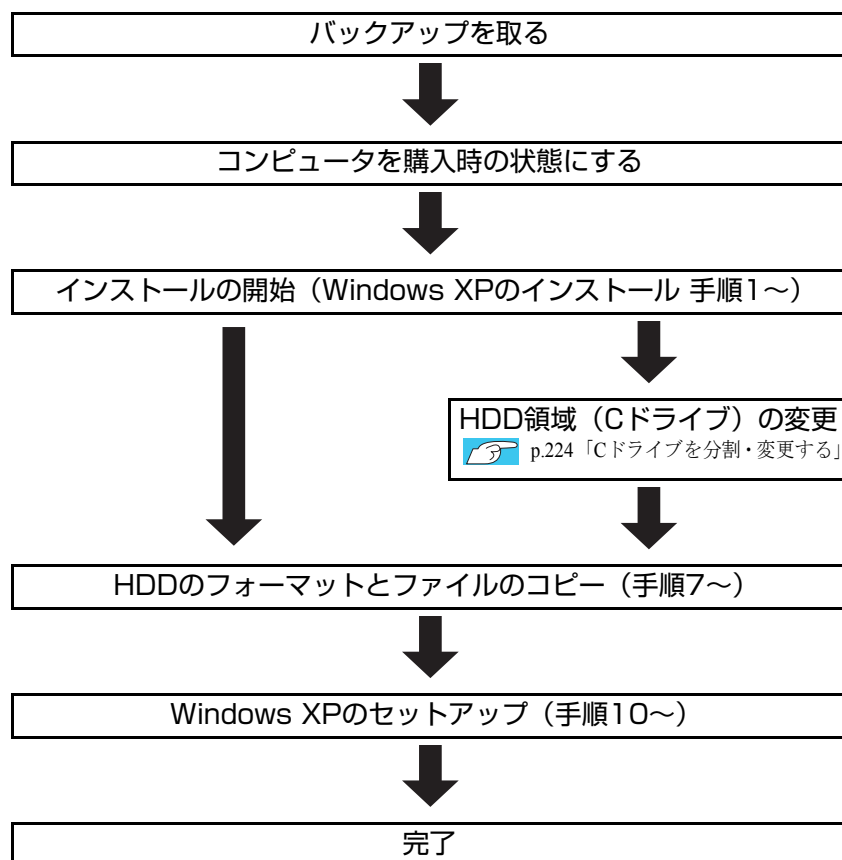 バックアップを取る
コンピュータを購入時の状態にする
インストールの開始（Windows XPのインストール 手順1～）
HDD領域（Cドライブ）の変更
p.224「Cドライブを分割・変更する」
HDDのフォーマットとファイルのコピー（手順7～）
Windows XPのセットアップ（手順10～）
完了